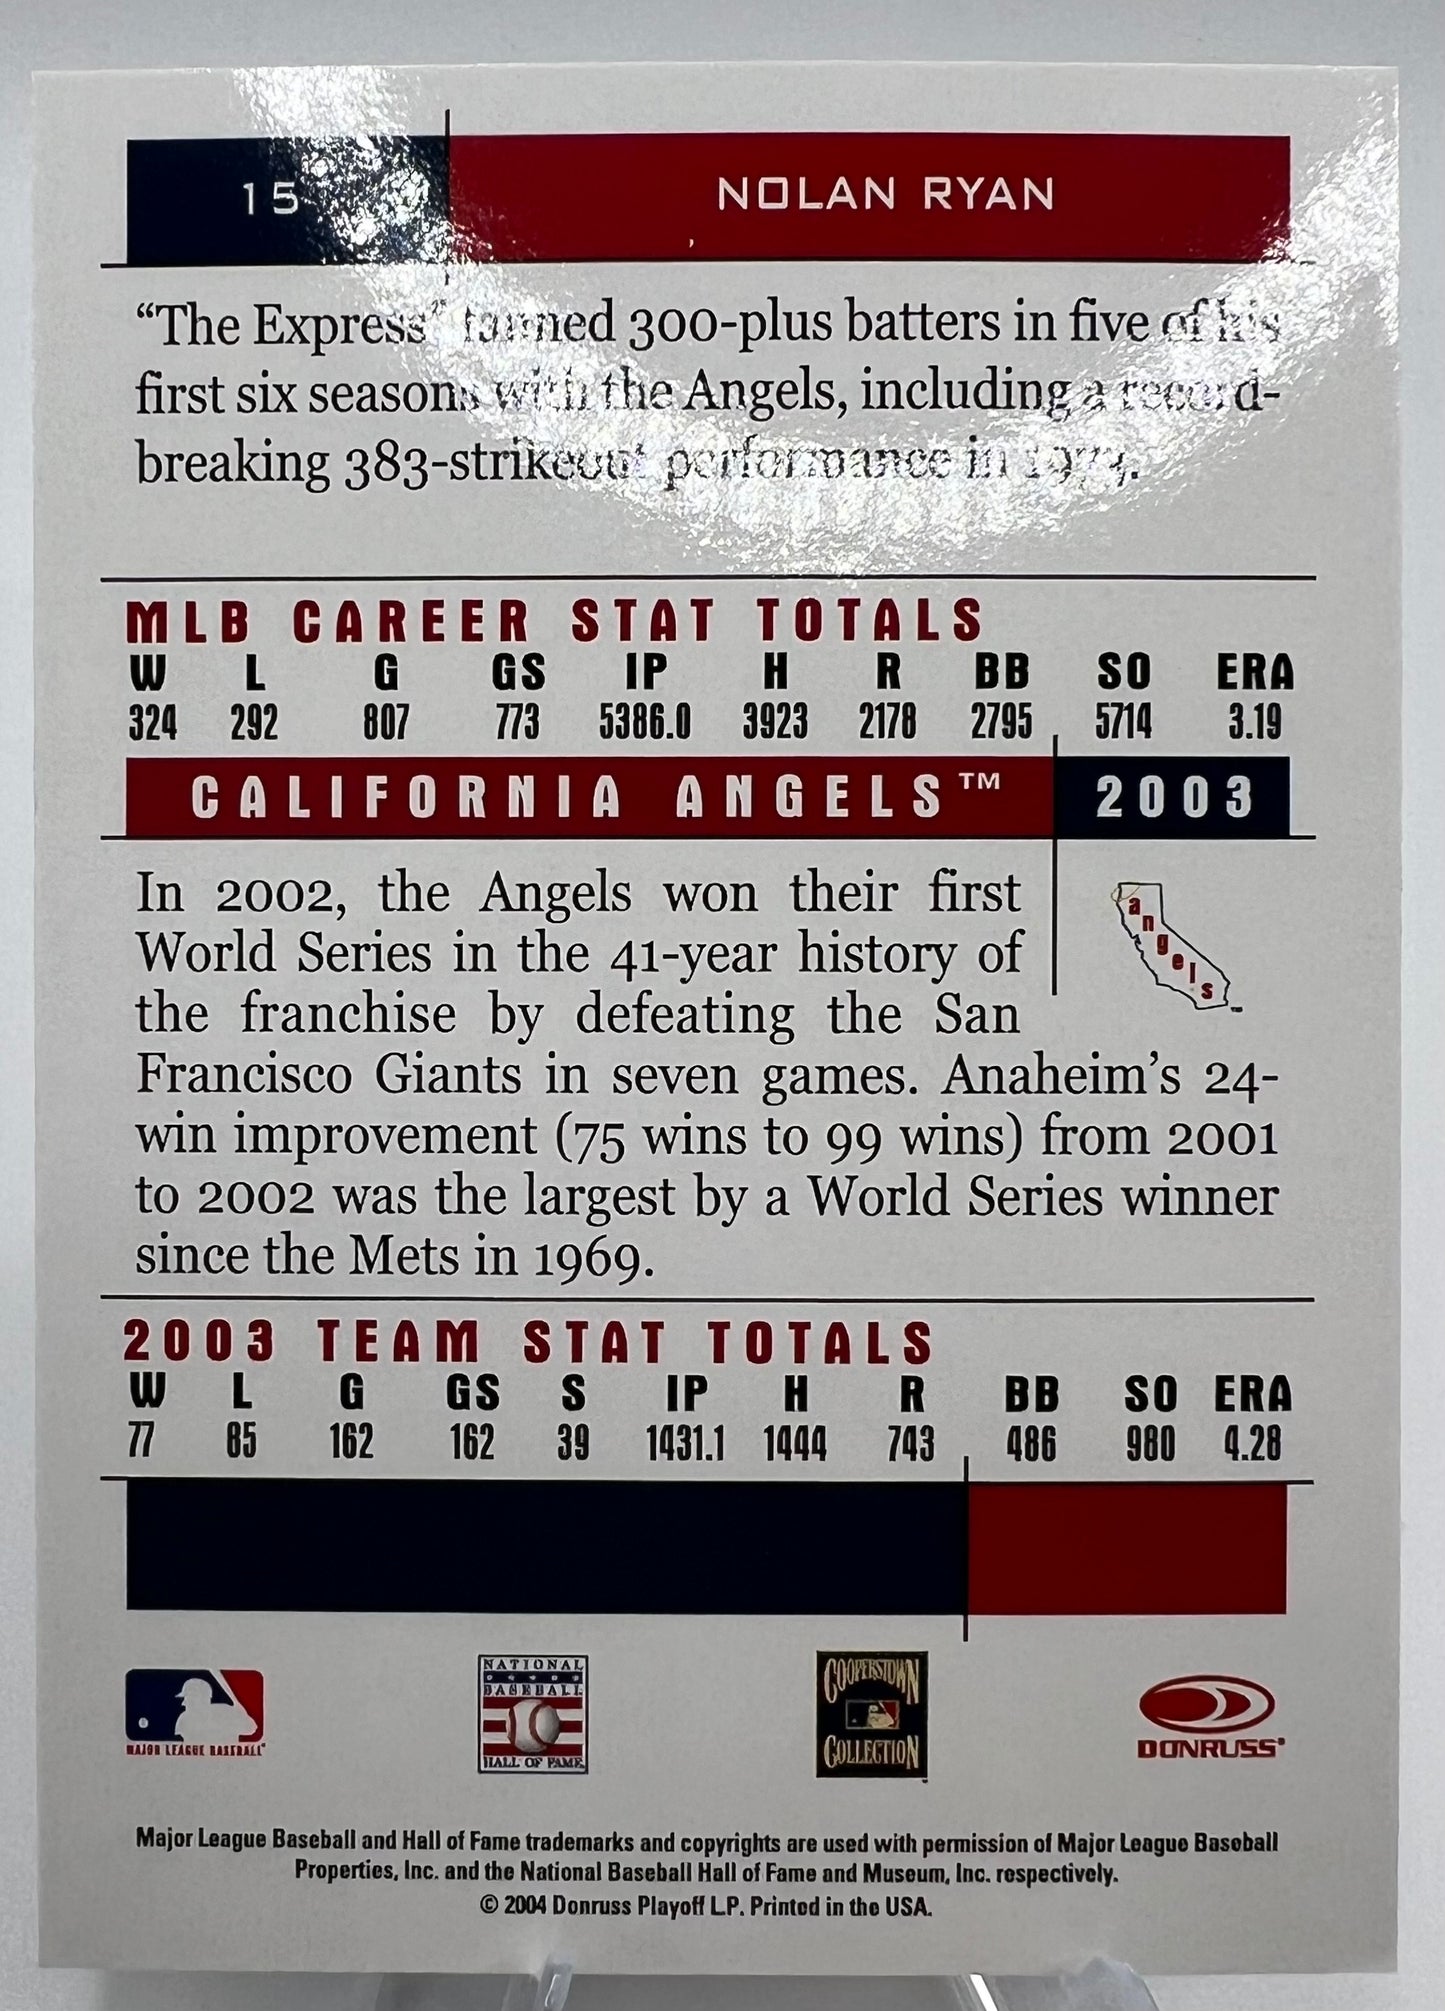 15 NOLAN RYAN
“The Express” fanned 300-plus batters in five of his
first six seasons with the Angels, including a record-
breaking 383-strikeout performance in 1973.
MLB CAREER STAT TOTALS
W L G GS IP H R BB SO ERA
324 292 807 773 5386.0 3923 2178 2795 5714 3.19
CALIFORNIA ANGELS™ 2003
In 2002, the Angels won their first
World Series in the 41-year history of
the franchise by defeating the San
Francisco Giants in seven games. Anaheim’s 24-
win improvement (75 wins to 99 wins) from 2001
to 2002 was the largest by a World Series winner
since the Mets in 1969.
angels™
2003 TEAM STAT TOTALS
W L G GS S IP H R BB SO ERA
77 85 162 162 39 1431.1 1444 743 486 980 4.28
MAJOR LEAGUE BASEBALL®
NATIONAL
BASEBALL
HALL OF FAME
COOPERSTOWN
COLLECTION
DONRUSS®
Major League Baseball and Hall of Fame trademarks and copyrights are used with permission of Major League Baseball
Properties, Inc. and the National Baseball Hall of Fame and Museum, Inc. respectively.
© 2004 Donruss Playoff L.P. Printed in the USA.